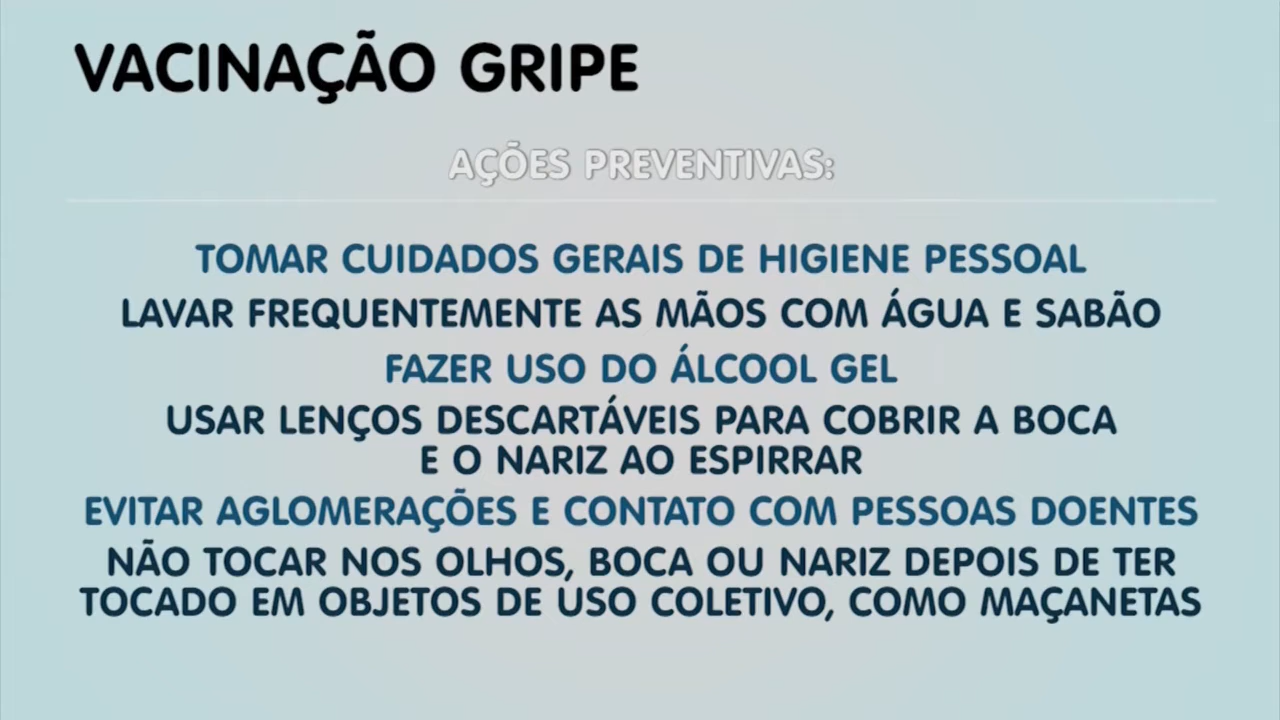 VACINAÇÃO GRIPE
AÇÕES PREVENTIVAS:
TOMAR CUIDADOS GERAIS DE HIGIENE PESSOAL
LAVAR FREQUENTEMENTE AS MÃOS COM ÁGUA E SABÃO
FAZER USO DO ÁLCOOL GEL
USAR LENÇOS DESCARTÁVEIS PARA COBRIR A BOCA
E O NARIZ AO ESPIRRAR
EVITAR AGLOMERAÇÕES E CONTATO COM PESSOAS DOENTES
NÃO TOCAR NOS OLHOS, BOCA OU NARIZ DEPOIS DE TER
TOCADO EM OBJETOS DE USO COLETIVO, COMO MAÇANETAS